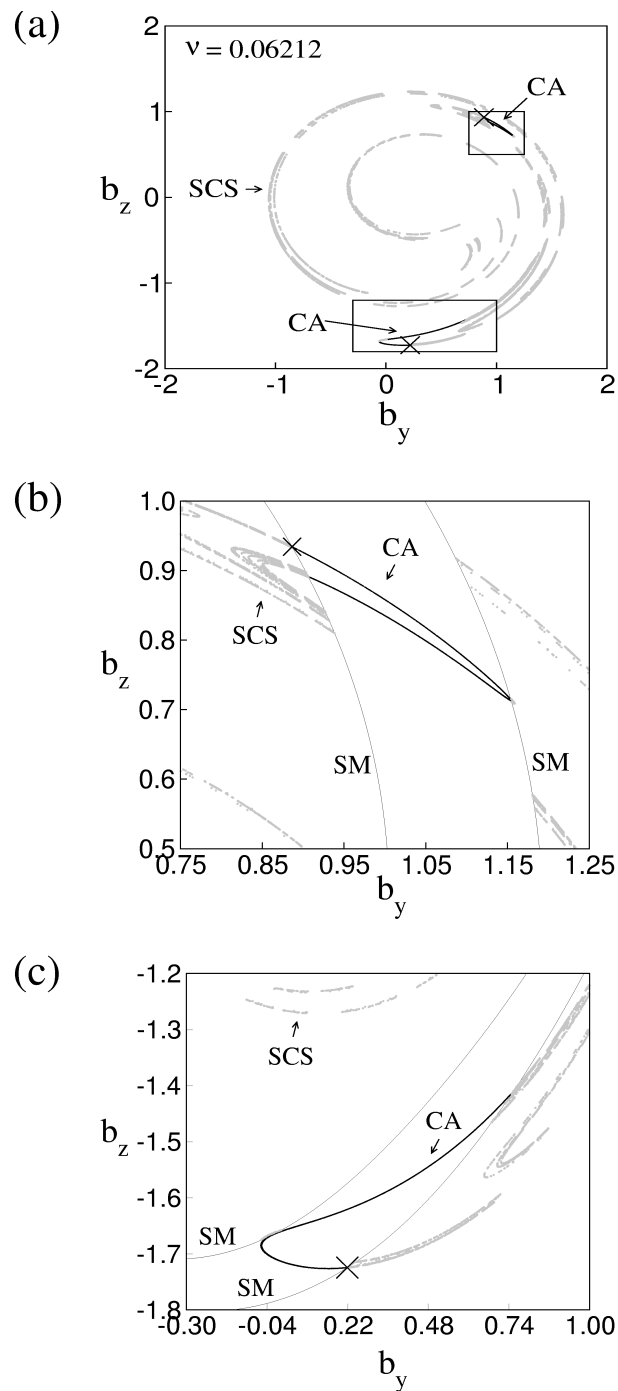 (a)
2
1
0
-1
-2
b_z
ν = 0.06212
CA
SCS
CA
-1
0
1
2
b_y
(b)
1.0
0.9
0.8
0.7
0.6
0.5
b_z
CA
SCS
SM
SM
0.75
0.85
0.95
1.05
1.15
1.25
b_y
(c)
-1.2
-1.3
-1.4
-1.5
-1.6
-1.7
-1.8
b_z
SCS
CA
SM
SM
-0.30
-0.04
0.22
0.48
0.74
1.00
b_y